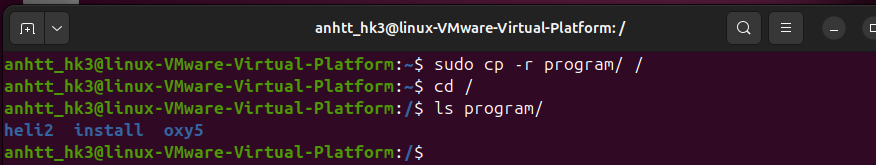 anhtt_hk3@linux-VMware-Virtual-Platform: /
anhtt_hk3@linux-VMware-Virtual-Platform:~$ sudo cp -r program/ /
anhtt_hk3@linux-VMware-Virtual-Platform:~$ cd /
anhtt_hk3@linux-VMware-Virtual-Platform:/$ ls program/
heli2  install  oxy5
anhtt_hk3@linux-VMware-Virtual-Platform:/$